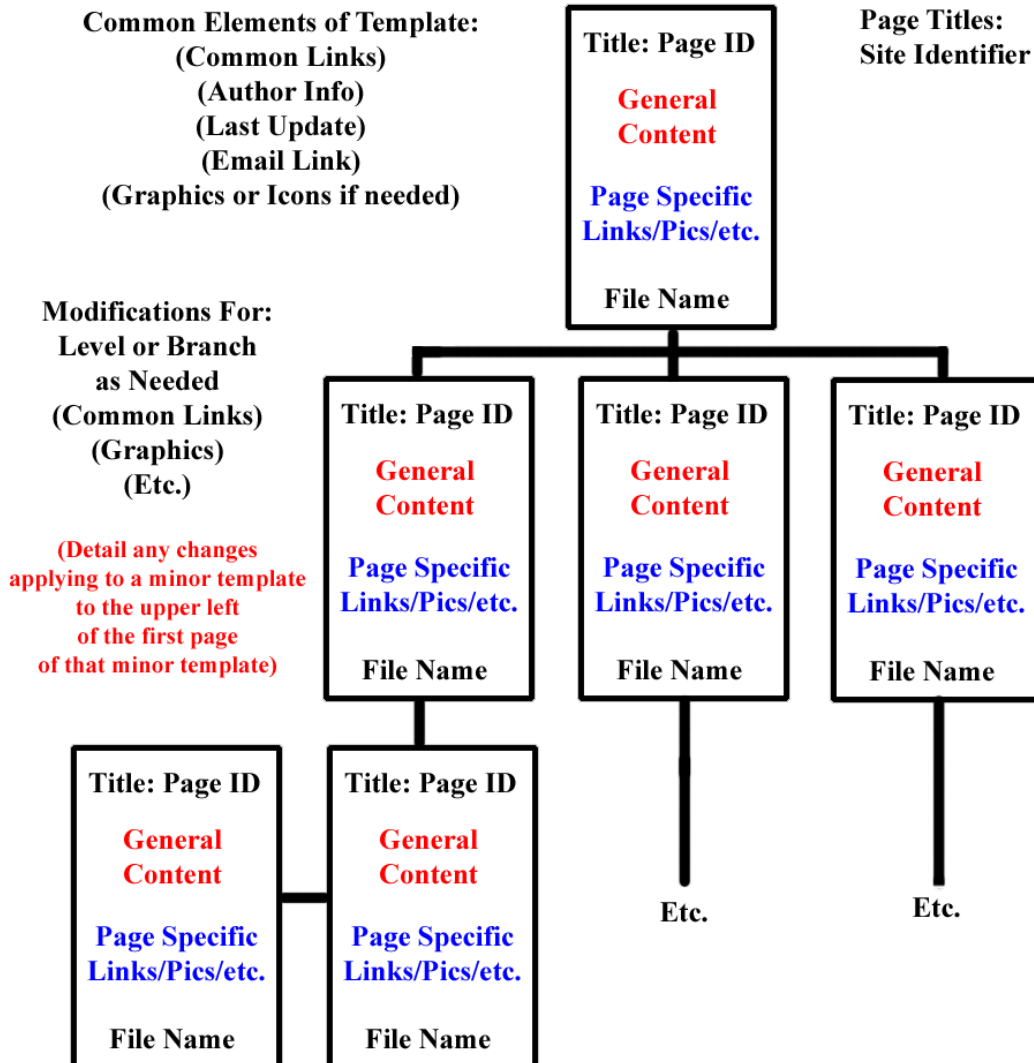 Common Elements of Template:
(Common Links)
(Author Info)
(Last Update)
(Email Link)
(Graphics or Icons if needed)
Title: Page ID
General
Content
Page Specific
Links/Pics/etc.
File Name
Page Titles:
Site Identifier
Modifications For:
Level or Branch
as Needed
(Common Links)
(Graphics)
(Etc.)
(Detail any changes
applying to a minor template
to the upper left
of the first page
of that minor template)
Title: Page ID
General
Content
Page Specific
Links/Pics/etc.
File Name
Title: Page ID
General
Content
Page Specific
Links/Pics/etc.
File Name
Title: Page ID
General
Content
Page Specific
Links/Pics/etc.
File Name
Title: Page ID
General
Content
Page Specific
Links/Pics/etc.
File Name
Title: Page ID
General
Content
Page Specific
Links/Pics/etc.
File Name
Etc.
Etc.